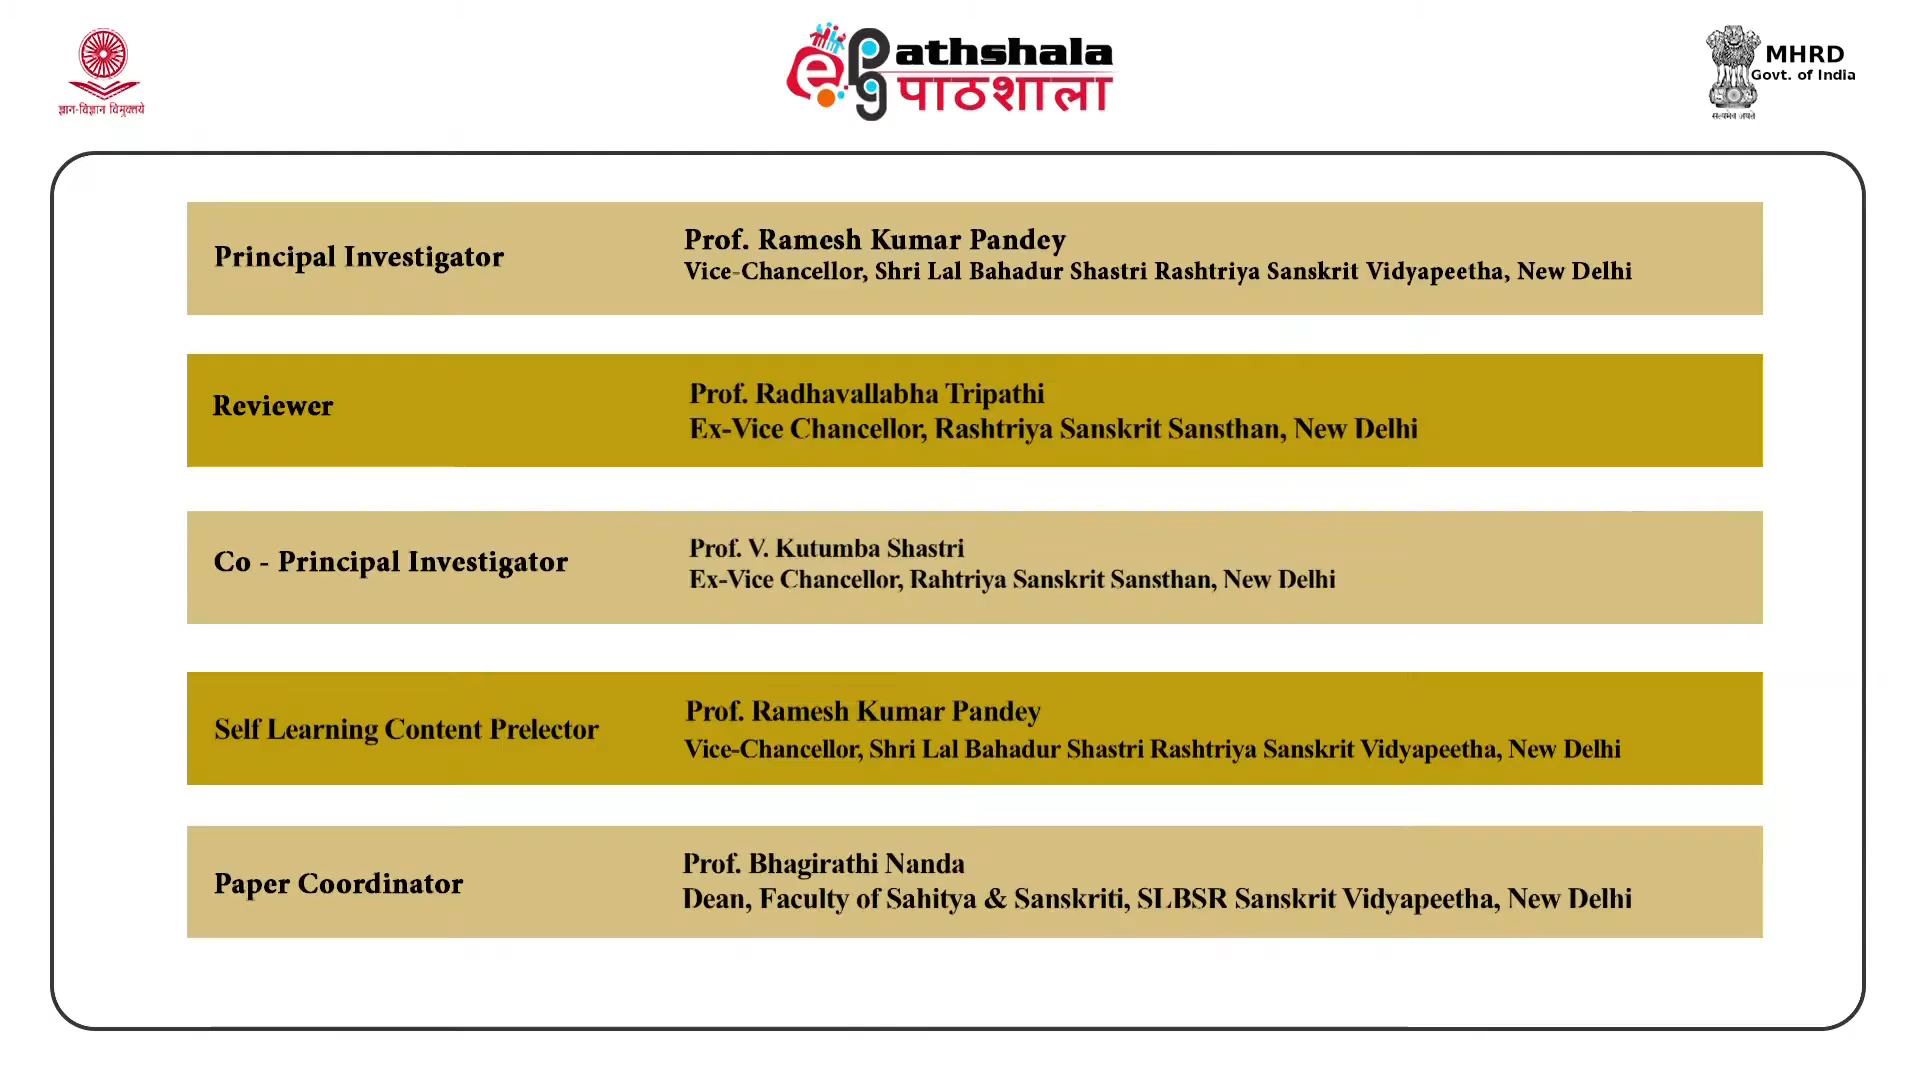 ज्ञान-विज्ञान विमुक्तये
e pg athshala
पाठशाला
MHRD
Govt. of India
सत्यमेव जयते
Principal Investigator
Prof. Ramesh Kumar Pandey
Vice-Chancellor, Shri Lal Bahadur Shastri Rashtriya Sanskrit Vidyapeetha, New Delhi
Reviewer
Prof. Radhavallabha Tripathi
Ex-Vice Chancellor, Rashtriya Sanskrit Sansthan, New Delhi
Co - Principal Investigator
Prof. V. Kutumba Shastri
Ex-Vice Chancellor, Rahtriya Sanskrit Sansthan, New Delhi
Self Learning Content Prelector
Prof. Ramesh Kumar Pandey
Vice-Chancellor, Shri Lal Bahadur Shastri Rashtriya Sanskrit Vidyapeetha, New Delhi
Paper Coordinator
Prof. Bhagirathi Nanda
Dean, Faculty of Sahitya & Sanskriti, SLBSR Sanskrit Vidyapeetha, New Delhi